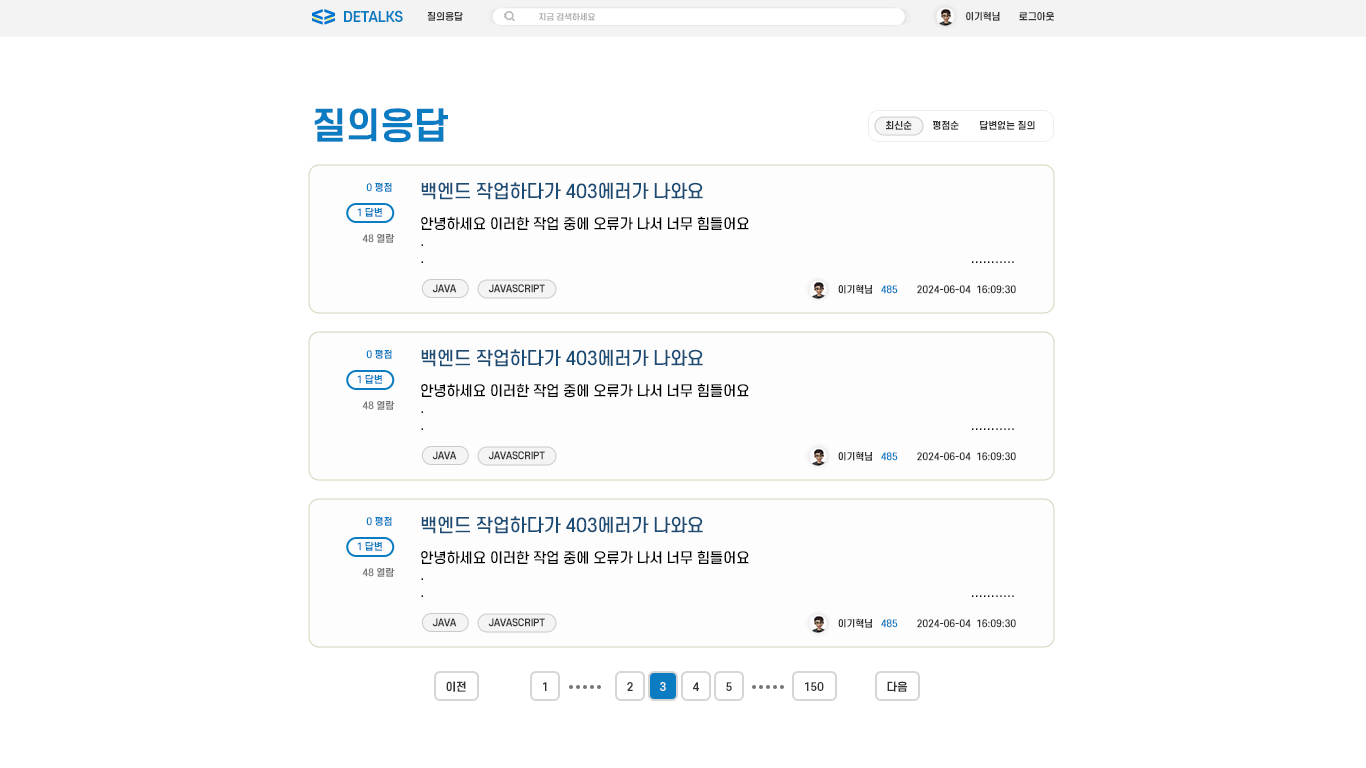 DETALKS 질의응답 지금 검색하세요 이기혁님 로그아웃
질의응답
최신순 평점순 답변없는 질의
0 평점
1 답변
48 열람
백엔드 작업하다가 403에러가 나와요
안녕하세요 이러한 작업 중에 오류가 나서 너무 힘들어요
.
. ...........
JAVA JAVASCRIPT 이기혁님 485 2024-06-04 16:09:30
0 평점
1 답변
48 열람
백엔드 작업하다가 403에러가 나와요
안녕하세요 이러한 작업 중에 오류가 나서 너무 힘들어요
.
. ...........
JAVA JAVASCRIPT 이기혁님 485 2024-06-04 16:09:30
0 평점
1 답변
48 열람
백엔드 작업하다가 403에러가 나와요
안녕하세요 이러한 작업 중에 오류가 나서 너무 힘들어요
.
. ...........
JAVA JAVASCRIPT 이기혁님 485 2024-06-04 16:09:30
이전 1 ••••• 2 3 4 5 ••••• 150 다음